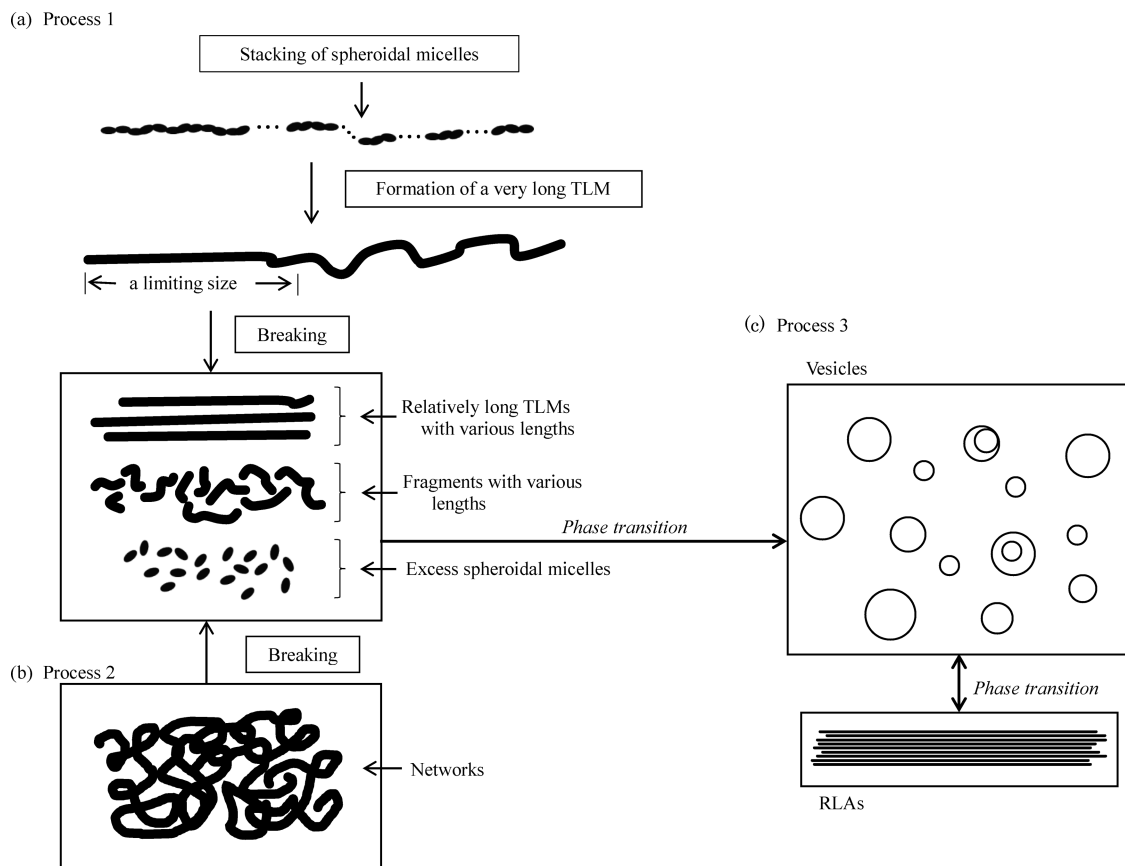 (a) Process 1
Stacking of spheroidal micelles
Formation of a very long TLM
a limiting size
Breaking
Relatively long TLMs
with various lengths
Fragments with various
lengths
Excess spheroidal micelles
Breaking
(b) Process 2
Networks
(c) Process 3
Vesicles
Phase transition
Phase transition
RLAs